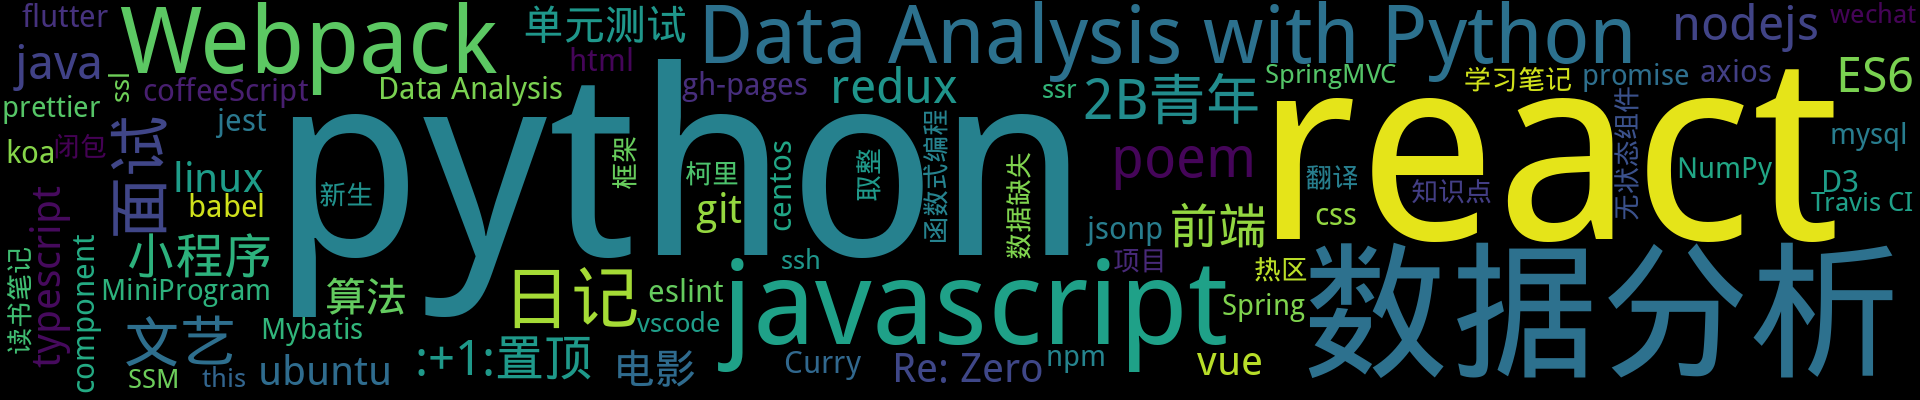 flutter
Webpack
单元测试
Data Analysis with Python
nodejs
wechat
java
html
ssl
coffeeScript
Data Analysis
gh-pages
redux
ssr
2B青年
SpringMVC
学习笔记
promise
axios
ES6
prettier
jest
python
react
koa
闭包
面试
linux
新生
框架
柯里
centos
取整
函数式编程
数据缺失
poem
翻译
知识点
无状态组件
mysql
NumPy
D3
Travis CI
babel
git
jsonp
前端
css
typescript
小程序
component
读书笔记
MiniProgram
算法
日记
eslint
ssh
javascript
项目
热区
数据分析
文艺
Mybatis
vscode
Spring
SSM
this
ubuntu
:+1:置顶
电影
Curry
Re: Zero
npm
vue